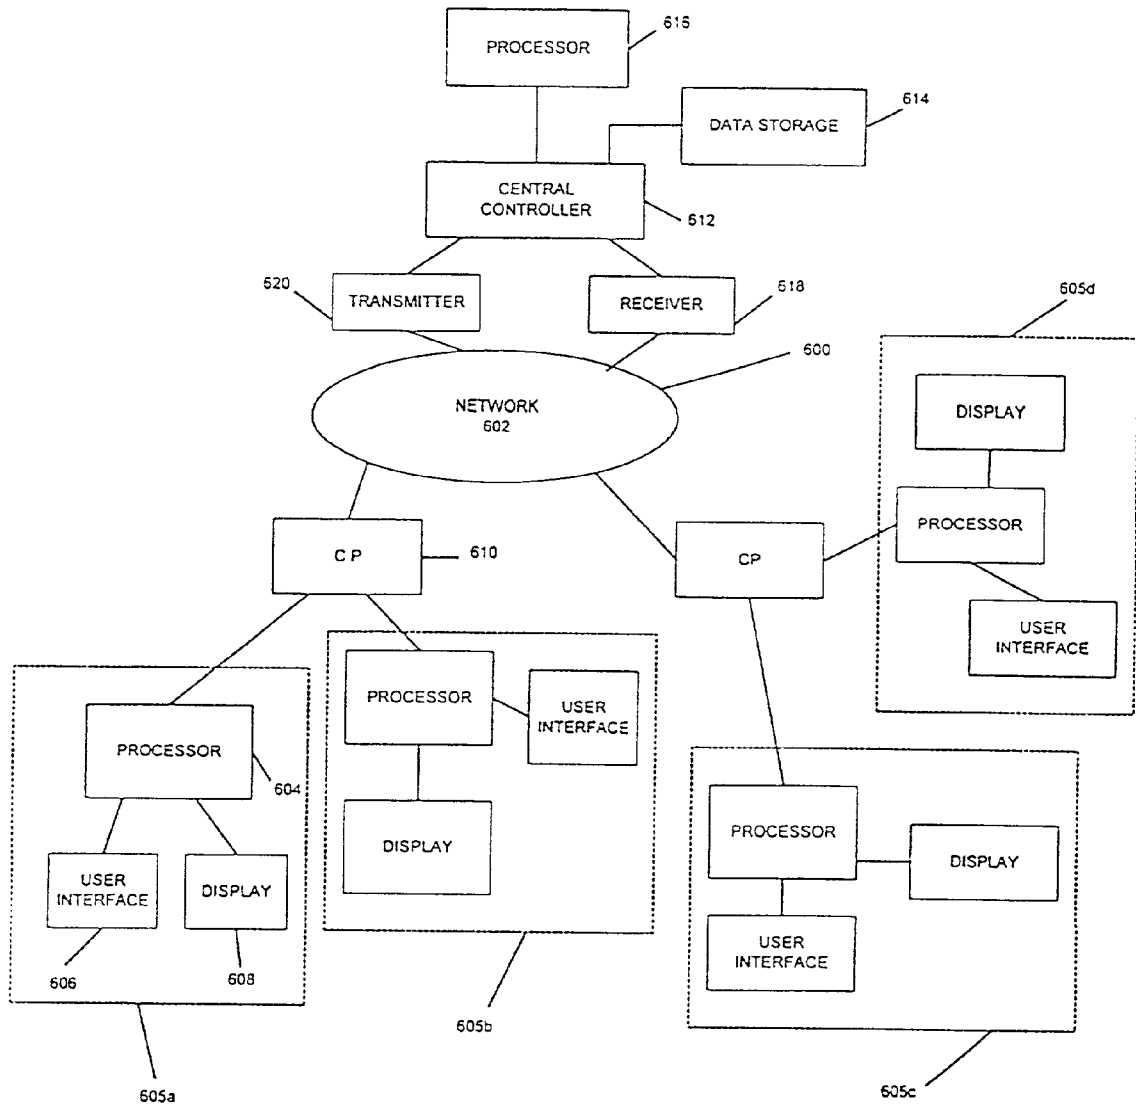 616
PROCESSOR
614
DATA STORAGE
CENTRAL
CONTROLLER
612
620
TRANSMITTER
RECEIVER
618
605d
600
NETWORK
602
DISPLAY
PROCESSOR
C P
610
CP
USER
INTERFACE
PROCESSOR
USER
INTERFACE
PROCESSOR
604
DISPLAY
PROCESSOR
DISPLAY
USER
INTERFACE
DISPLAY
USER
INTERFACE
606
608
605b
605a
605c